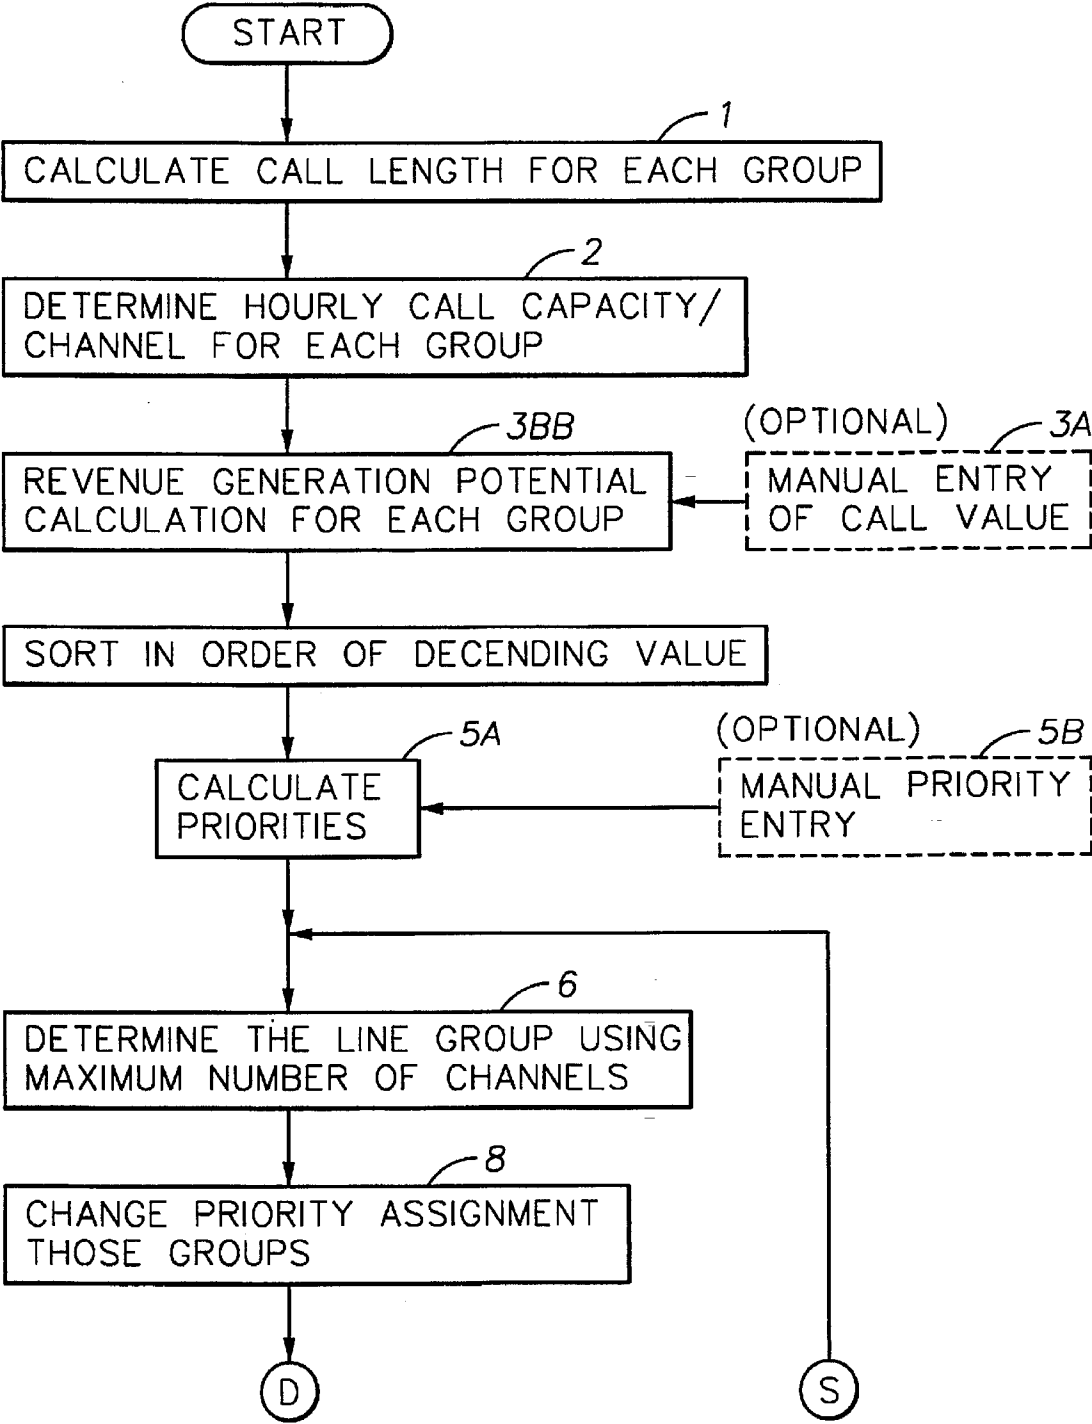 START
1
CALCULATE CALL LENGTH FOR EACH GROUP
2
DETERMINE HOURLY CALL CAPACITY/
CHANNEL FOR EACH GROUP
3BB
REVENUE GENERATION POTENTIAL
CALCULATION FOR EACH GROUP
(OPTIONAL)
3A
MANUAL ENTRY
OF CALL VALUE
SORT IN ORDER OF DECENDING VALUE
5A
CALCULATE
PRIORITIES
(OPTIONAL)
5B
MANUAL PRIORITY
ENTRY
6
DETERMINE THE LINE GROUP USING
MAXIMUM NUMBER OF CHANNELS
8
CHANGE PRIORITY ASSIGNMENT
THOSE GROUPS
D
S